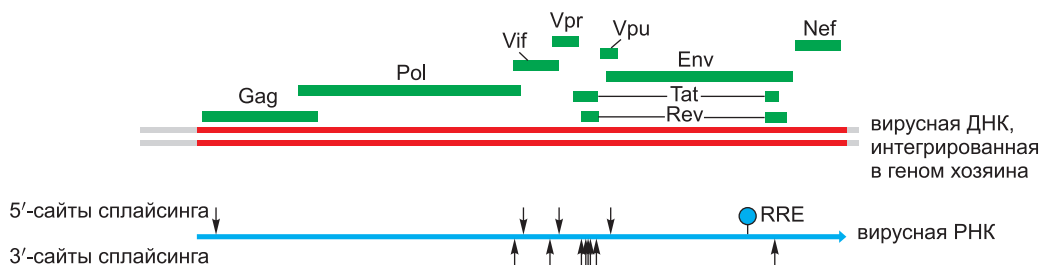 Vpr
Nef
Vif
Vpu
Pol
Env
Gag
Tat
Rev
вирусная ДНК,
интегрированная
в геном хозяина
5′-сайты сплайсинга
RRE
вирусная РНК
3′-сайты сплайсинга